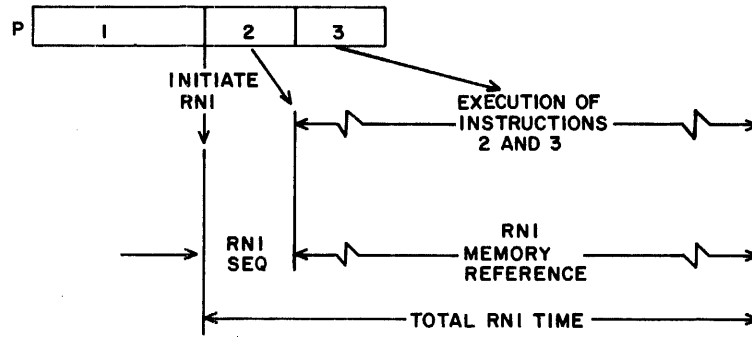 P 1 2 3
INITIATE
RNI
EXECUTION OF
INSTRUCTIONS
2 AND 3
RNI
SEQ
RNI
MEMORY
REFERENCE
TOTAL RNI TIME